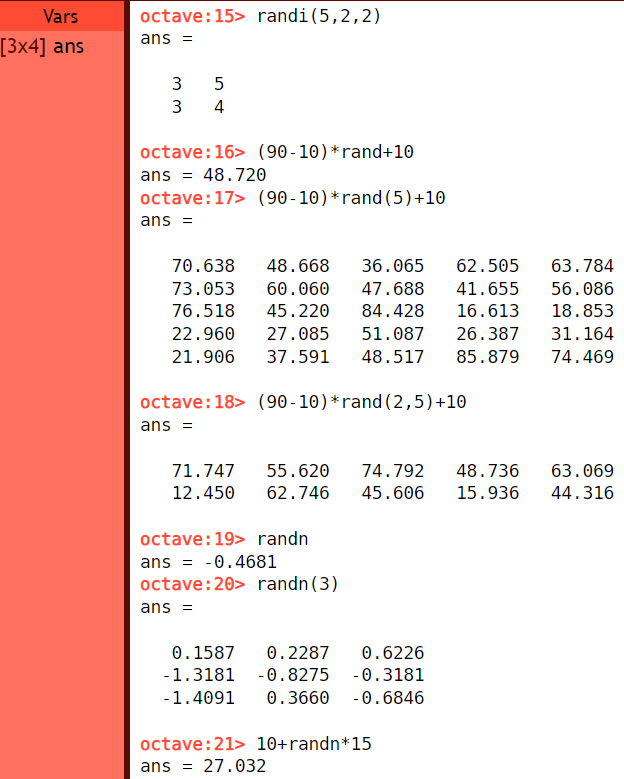 Vars
[3x4] ans
octave:15> randi(5,2,2)
ans =
3 5
3 4
octave:16> (90-10)*rand+10
ans = 48.720
octave:17> (90-10)*rand(5)+10
ans =
70.638 48.668 36.065 62.505 63.784
73.053 60.060 47.688 41.655 56.086
76.518 45.220 84.428 16.613 18.853
22.960 27.085 51.087 26.387 31.164
21.906 37.591 48.517 85.879 74.469
octave:18> (90-10)*rand(2,5)+10
ans =
71.747 55.620 74.792 48.736 63.069
12.450 62.746 45.606 15.936 44.316
octave:19> randn
ans = -0.4681
octave:20> randn(3)
ans =
0.1587 0.2287 0.6226
-1.3181 -0.8275 -0.3181
-1.4091 0.3660 -0.6846
octave:21> 10+randn*15
ans = 27.032